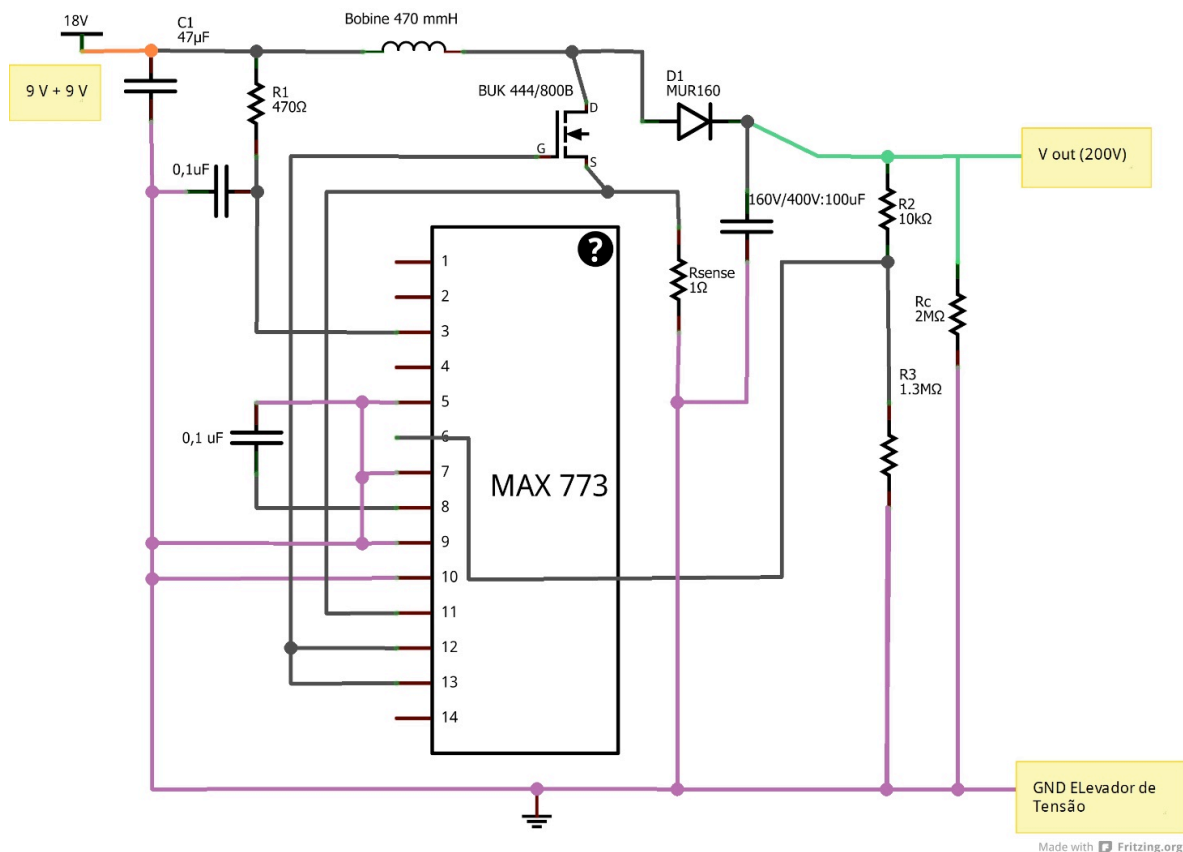 18V
C1
47µF
Bobine 470 mmH
9 V + 9 V
R1
470Ω
BUK 444/800B
D
G
S
D1
MUR160
0,1uF
V out (200V)
160V/400V:100uF
R2
10kΩ
?
1
2
3
4
5
6
7
8
9
10
11
12
13
14
Rsense
1Ω
Rc
2MΩ
R3
1.3MΩ
0,1 uF
MAX 773
GND ELevador de
Tensão
Made with Fritzing.org